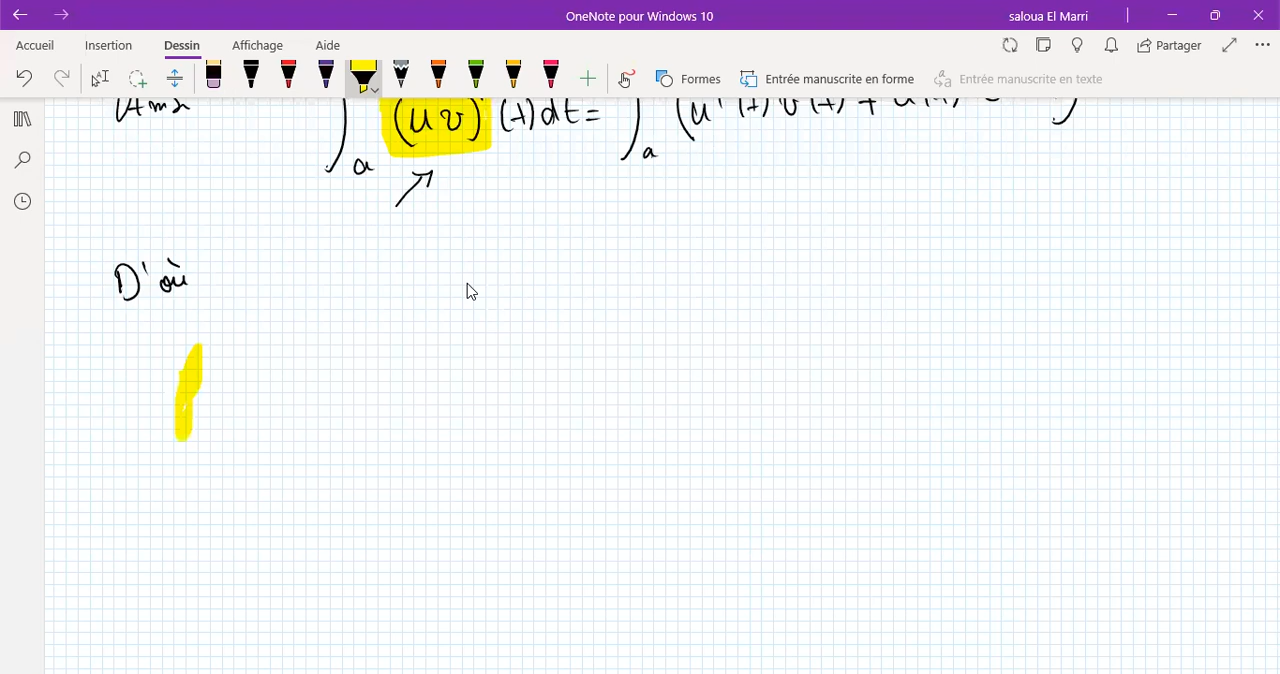 OneNote pour Windows 10
saloua El Marri
Accueil Insertion Dessin Affichage Aide
Partager
Formes
Entrée manuscrite en forme
Entrée manuscrite en texte
∫a (u v)' (t) dt = ∫a (u'(t) v(t) +
D'où